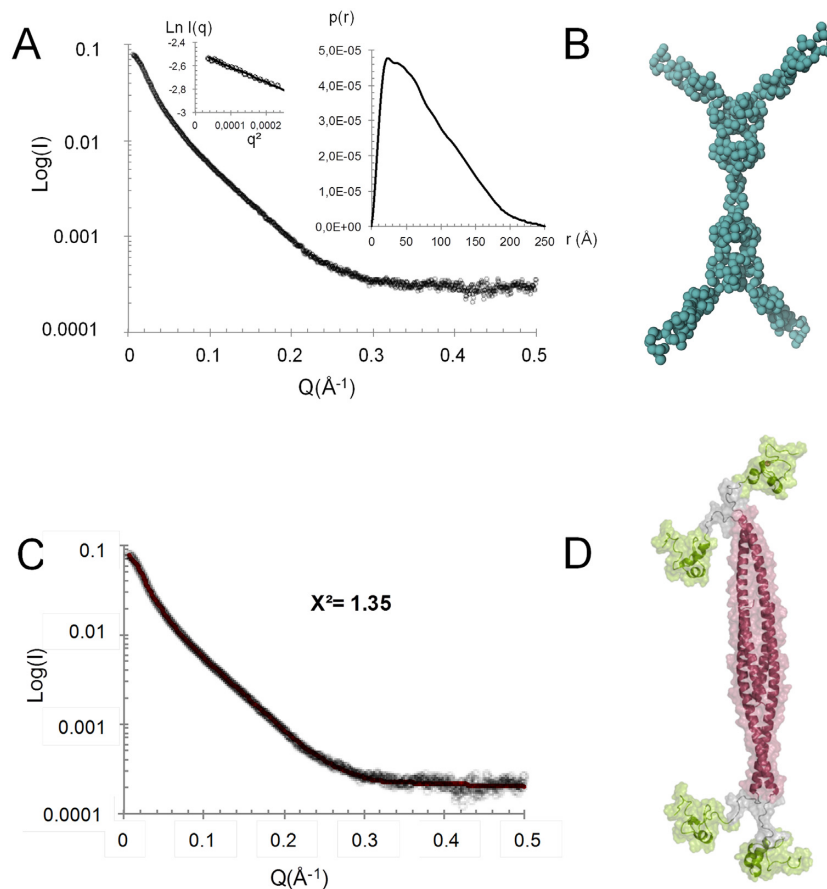 A
B
Ln I(q)
-2.4
-2.6
-2.8
-3
0,0001 0,0002
q²
p(r)
5,0E-05
4,0E-05
3,0E-05
2,0E-05
1,0E-05
0,0E+00
0 50 100 150 200 250
r (Å)
0.1
0.01
0.001
0.0001
Log(I)
0 0.1 0.2 0.3 0.4 0.5
Q(Å⁻¹)
C
D
X²= 1.35
0.1
0.01
0.001
0.0001
Log(I)
0 0.1 0.2 0.3 0.4 0.5
Q(Å⁻¹)